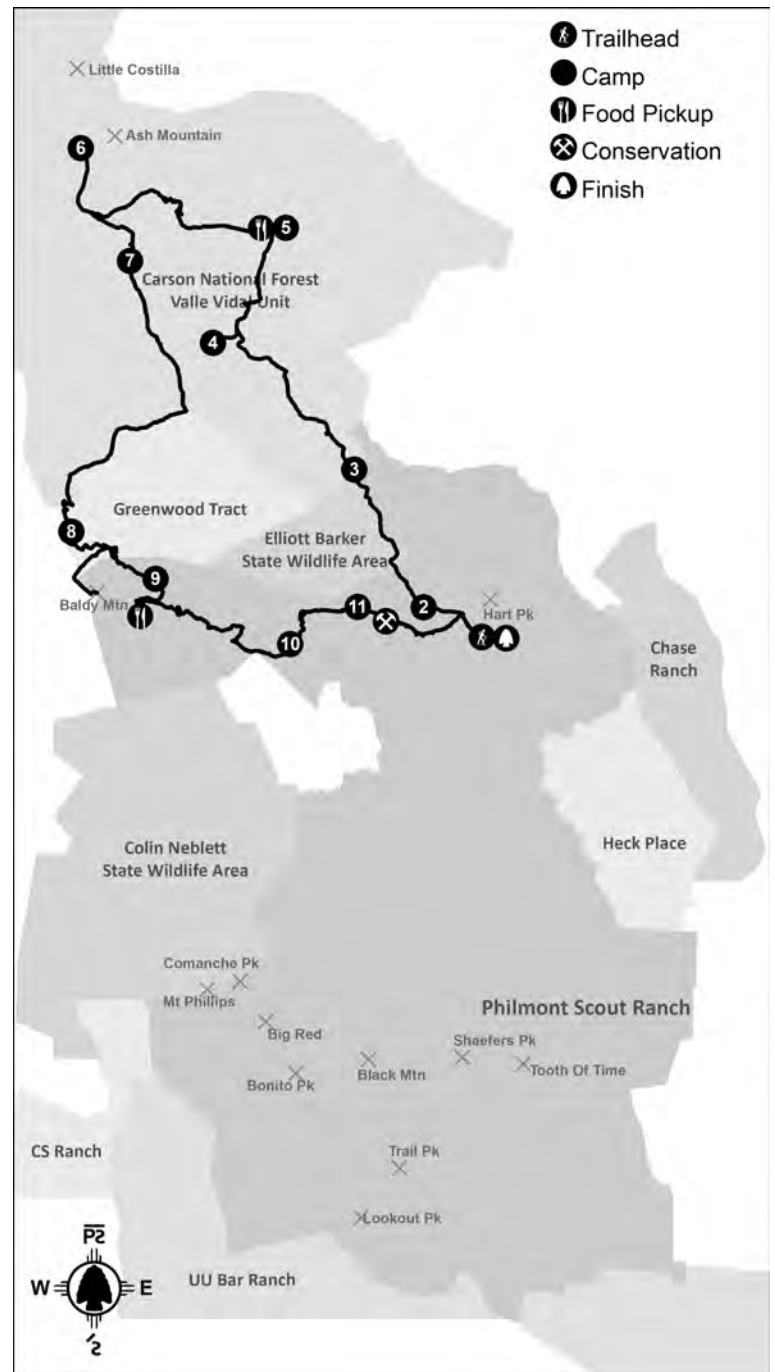 Trailhead
Camp
Food Pickup
Conservation
Finish
Little Costilla
Ash Mountain
6
5
7
Carson National Forest
Valle Vidal Unit
4
3
Greenwood Tract
8
Elliott Barker
State Wildlife Area
9
Baldy Mtn
11
2
Hart Pk
10
Chase
Ranch
Heck Place
Colin Neblett
State Wildlife Area
Comanche Pk
Mt Phillips
Big Red
Bonito Pk
Black Mtn
Philmont Scout Ranch
Shaefers Pk
Tooth Of Time
Trail Pk
Lookout Pk
CS Ranch
UU Bar Ranch
W
E